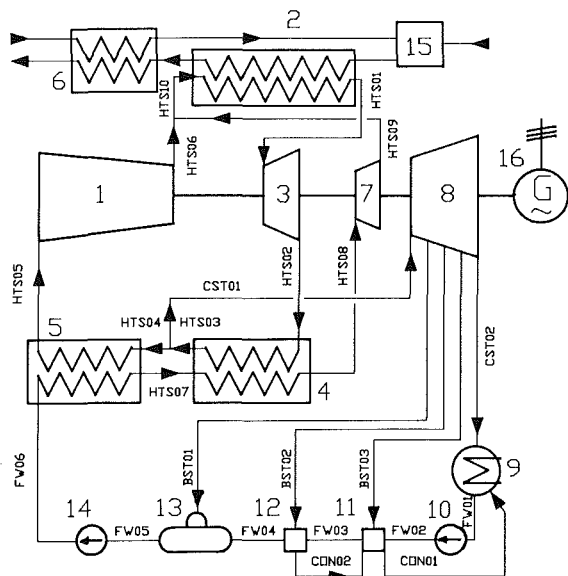 2
15
6
HTS10
HTS06
HTS01
HTS09
16
1
3
7
8
G
~
HTS05
HTS02
HTS08
CST01
HTS04
HTS03
5
4
HTS07
CST02
FW06
BST01
BST02
BST03
9
14
13
12
11
10
FW01
FW05
FW04
FW03
FW02
CON02
CON01